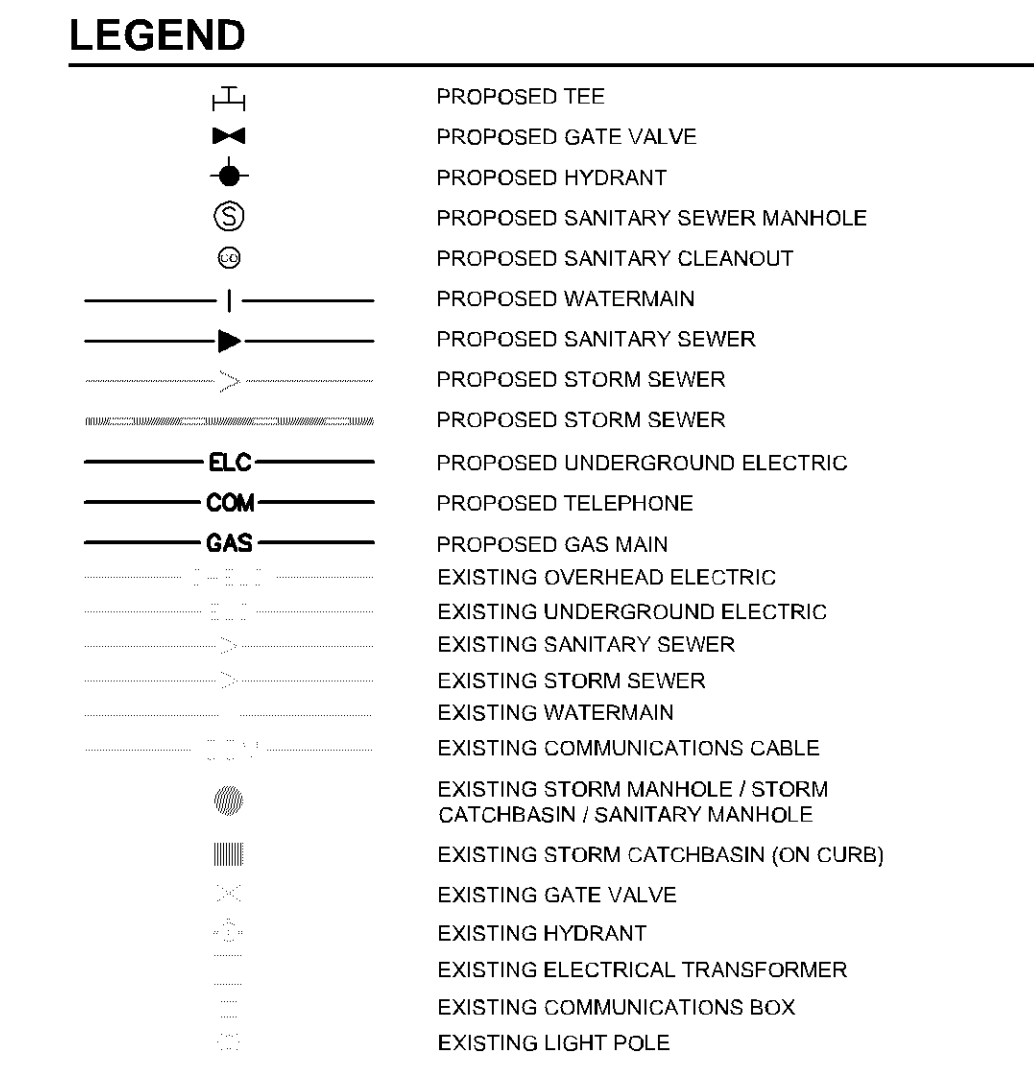 LEGEND
PROPOSED TEE
PROPOSED GATE VALVE
PROPOSED HYDRANT
S PROPOSED SANITARY SEWER MANHOLE
CO PROPOSED SANITARY CLEANOUT
PROPOSED WATERMAIN
PROPOSED SANITARY SEWER
PROPOSED STORM SEWER
PROPOSED STORM SEWER
ELC PROPOSED UNDERGROUND ELECTRIC
COM PROPOSED TELEPHONE
GAS PROPOSED GAS MAIN
EXISTING OVERHEAD ELECTRIC
EXISTING UNDERGROUND ELECTRIC
EXISTING SANITARY SEWER
EXISTING STORM SEWER
EXISTING WATERMAIN
EXISTING COMMUNICATIONS CABLE
EXISTING STORM MANHOLE / STORM
CATCHBASIN / SANITARY MANHOLE
EXISTING STORM CATCHBASIN (ON CURB)
EXISTING GATE VALVE
EXISTING HYDRANT
EXISTING ELECTRICAL TRANSFORMER
EXISTING COMMUNICATIONS BOX
EXISTING LIGHT POLE